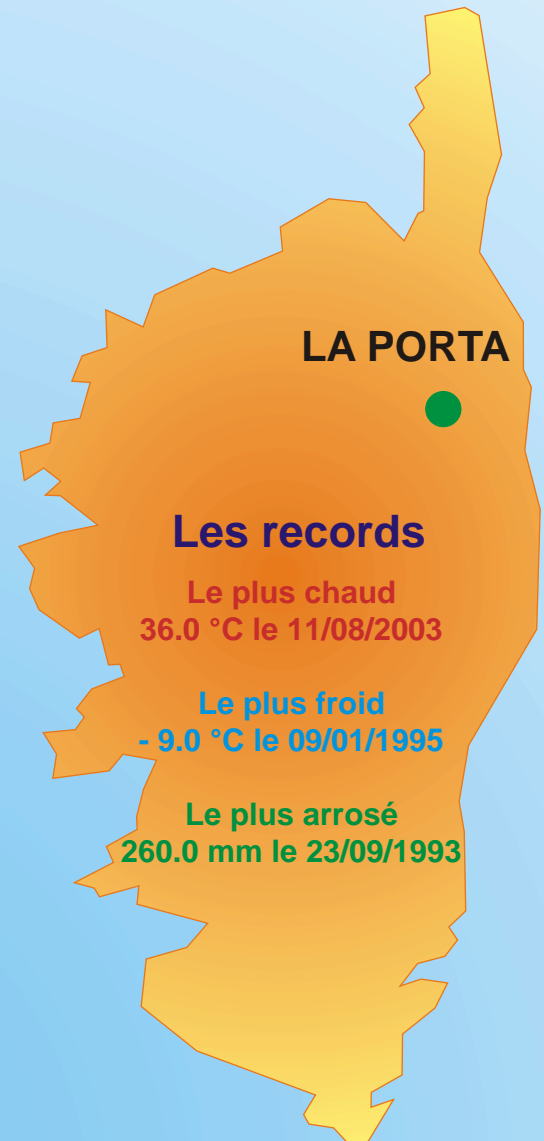 LA PORTA
Les records
Le plus chaud
36.0 °C le 11/08/2003
Le plus froid
- 9.0 °C le 09/01/1995
Le plus arrosé
260.0 mm le 23/09/1993